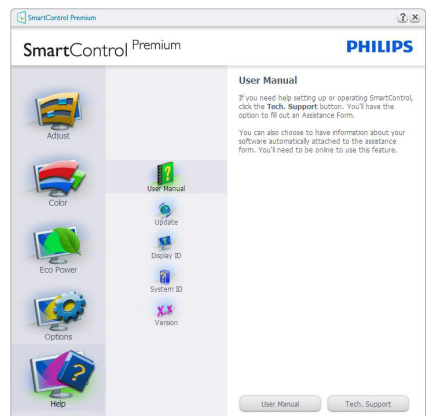 SmartControl Premium
SmartControl Premium
PHILIPS
Adjust
Color
Eco Power
Options
Help
User Manual
Update
Display ID
System ID
X.X
Version
User Manual
If you need help setting up or operating SmartControl,
click the Tech. Support button. You'll have the
option to fill out an Assistance Form.
You can also choose to have information about your
software automatically attached to the assistance
form. You'll need to be online to use this feature.
User Manual
Tech. Support